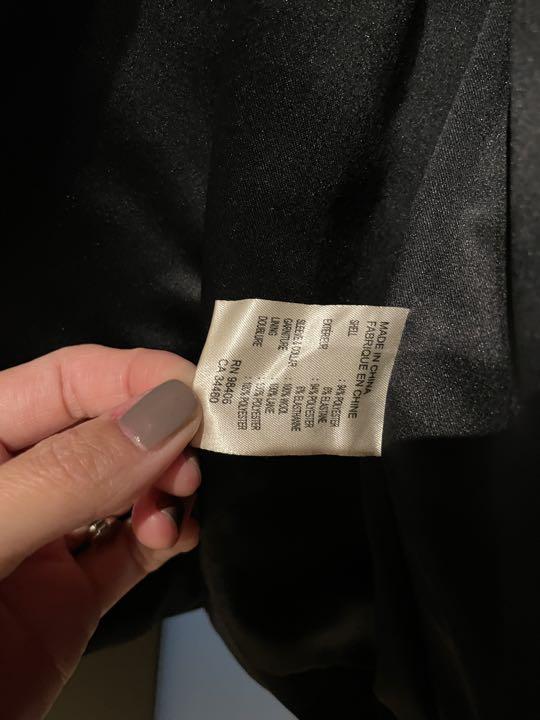 MADE IN CHINA
FABRIQUE EN CHINE
SHELL : 94% POLYESTER
6% ELASTANE
EXTERIEUR : 94% POLYESTER
6% ELASTHANNE
SLEEVE & COLLAR : 100% WOOL
GARNITURE : 100% LAINE
LINING : 100% POLYESTER
DOUBLURE : 100% POLYESTER
RN 98406
CA 34480